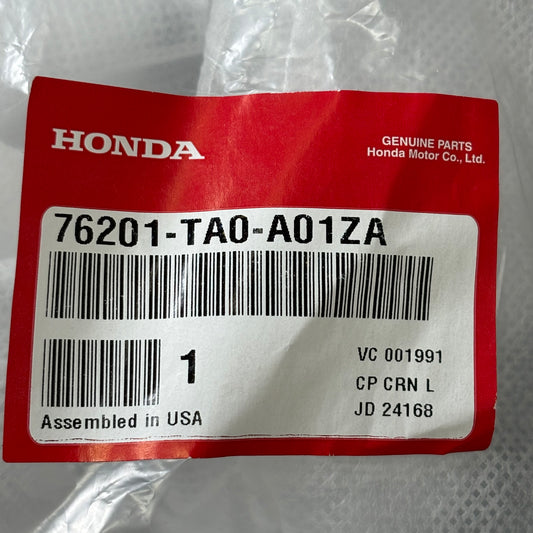 HONDA
GENUINE PARTS
Honda Motor Co., Ltd.
76201-TA0-A01ZA
1
VC 001991
CP CRN L
JD 24168
Assembled in USA